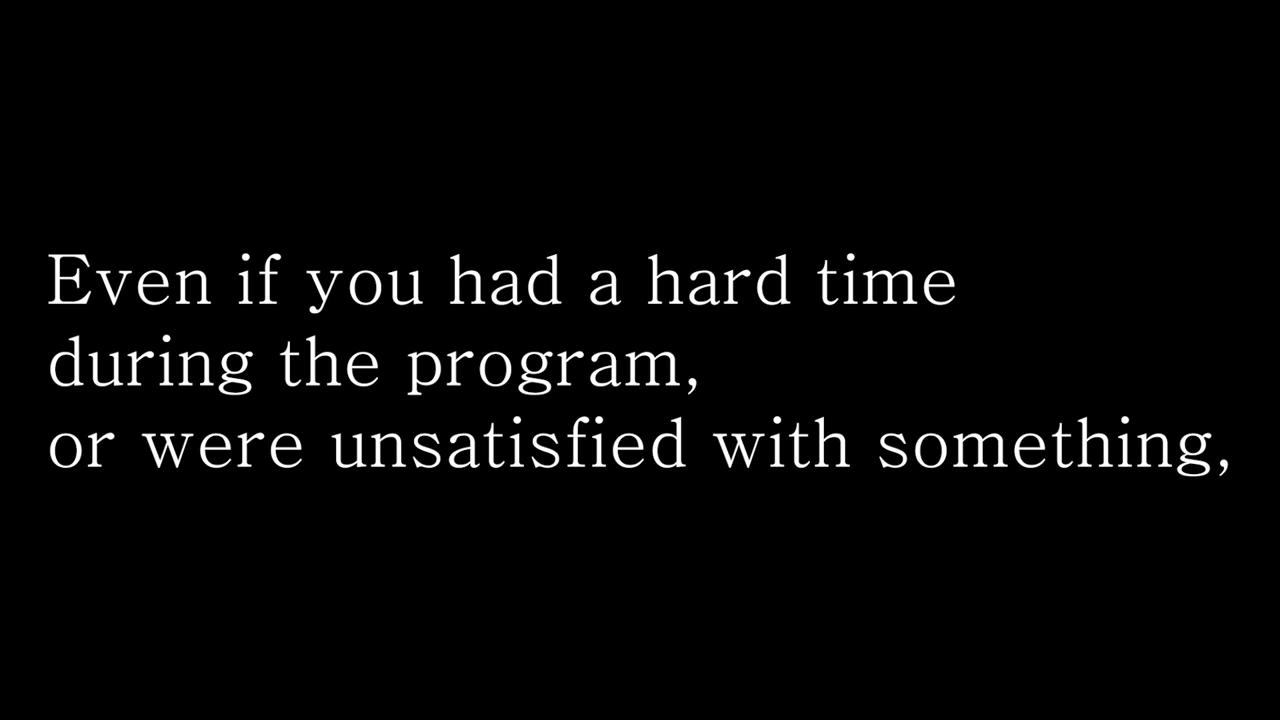 Even if you had a hard time
during the program,
or were unsatisfied with something,